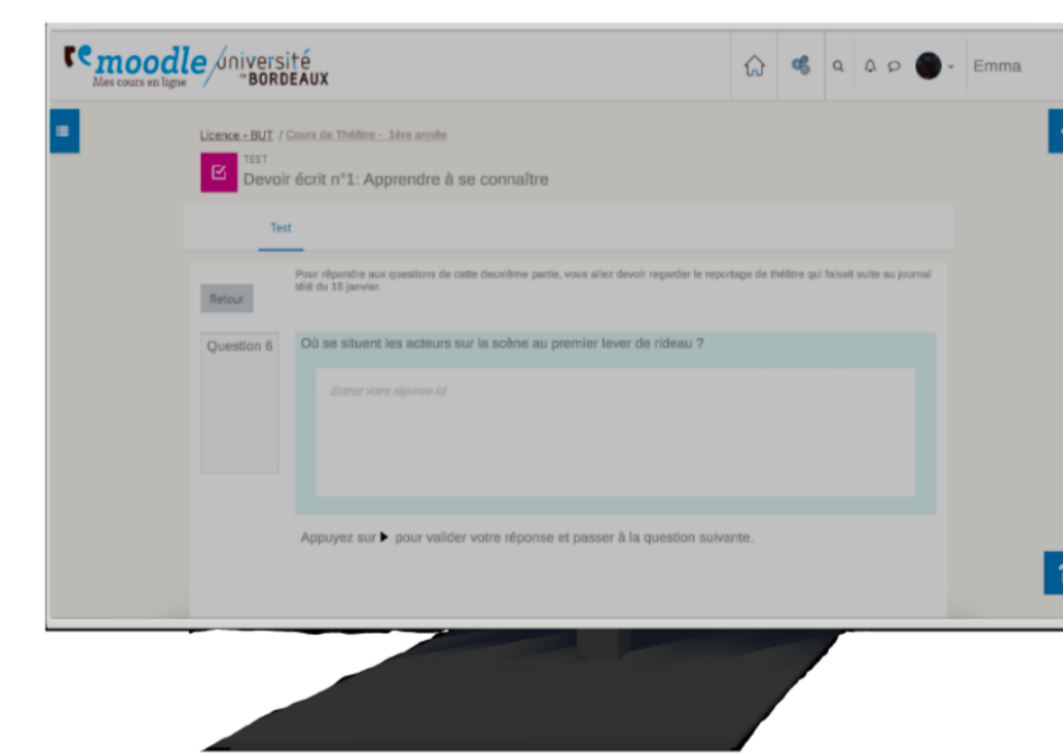 moodle université
Mes cours en ligne de BORDEAUX
Emma
Licence - BUT / Cours de Théâtre - 1ère année
TEST
Devoir écrit n°1: Apprendre à se connaître
Test
Pour répondre aux questions de cette deuxième partie, vous allez devoir regarder le reportage de théâtre qui faisait suite au journal
télé du 15 janvier.
Retour
Question 6
Où se situent les acteurs sur la scène au premier lever de rideau ?
Entrez votre réponse ici
Appuyez sur ▶ pour valider votre réponse et passer à la question suivante.